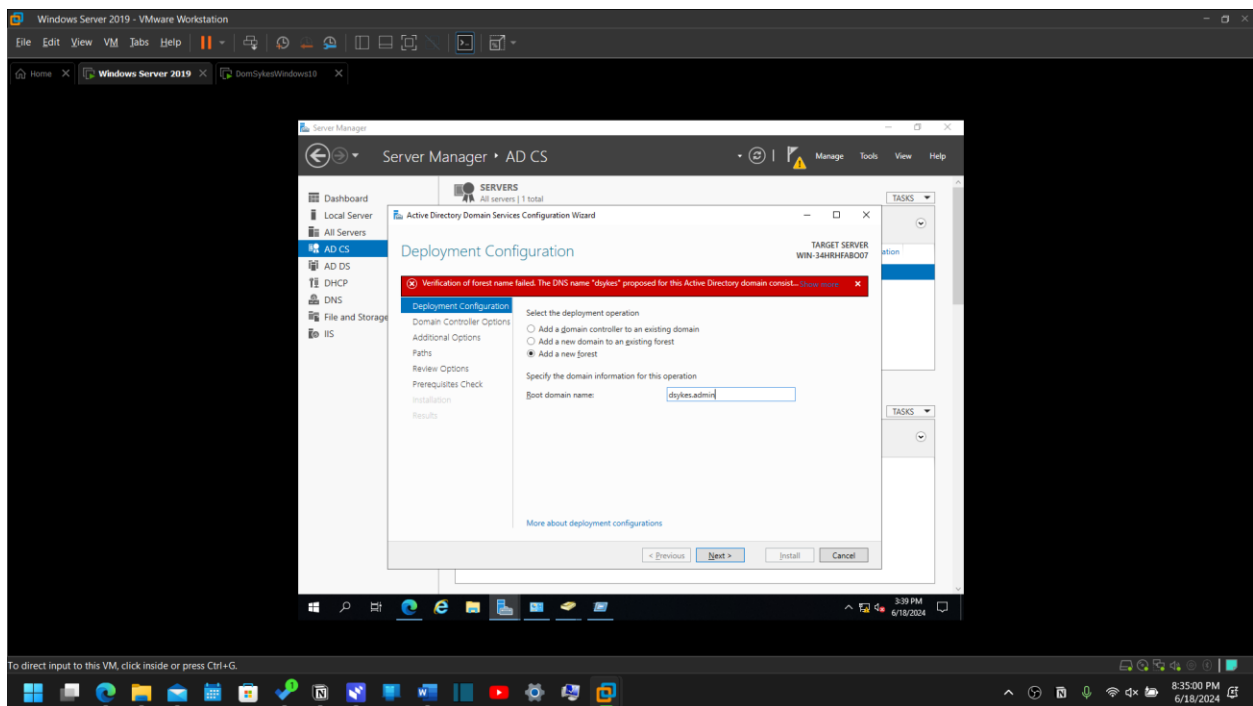 Windows Server 2019 - VMware Workstation
File Edit View VM Tabs Help
Home Windows Server 2019 DomSykesWindows10
Server Manager
Server Manager AD CS
Manage Tools View Help
SERVERS
All servers | 1 total
TASKS
Dashboard
Local Server
All Servers
AD CS
AD DS
DHCP
DNS
File and Storage
IIS
ation
TASKS
Active Directory Domain Services Configuration Wizard
Deployment Configuration
TARGET SERVER
WIN-34HRHFABO07
Verification of forest name failed. The DNS name "dsykes" proposed for this Active Directory domain consist... Show more
Deployment Configuration
Domain Controller Options
Additional Options
Paths
Review Options
Prerequisites Check
Installation
Results
Select the deployment operation
Add a domain controller to an existing domain
Add a new domain to an existing forest
Add a new forest
Specify the domain information for this operation
Root domain name: dsykes.admin
More about deployment configurations
< Previous Next > Install Cancel
3:39 PM
6/18/2024
To direct input to this VM, click inside or press Ctrl+G.
8:35:00 PM
6/18/2024